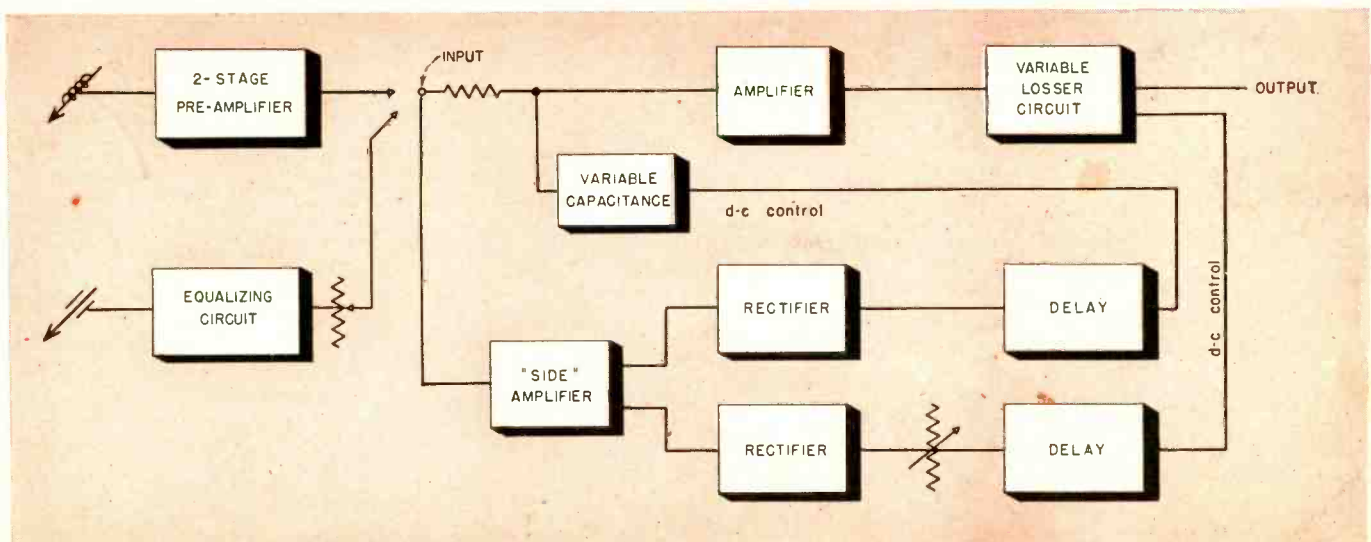 2-STAGE
PRE-AMPLIFIER
INPUT
AMPLIFIER
VARIABLE
LOSSER
CIRCUIT
OUTPUT.
VARIABLE
CAPACITANCE
d-c control
EQUALIZING
CIRCUIT
RECTIFIER
DELAY
d-c control
"SIDE"
AMPLIFIER
RECTIFIER
DELAY